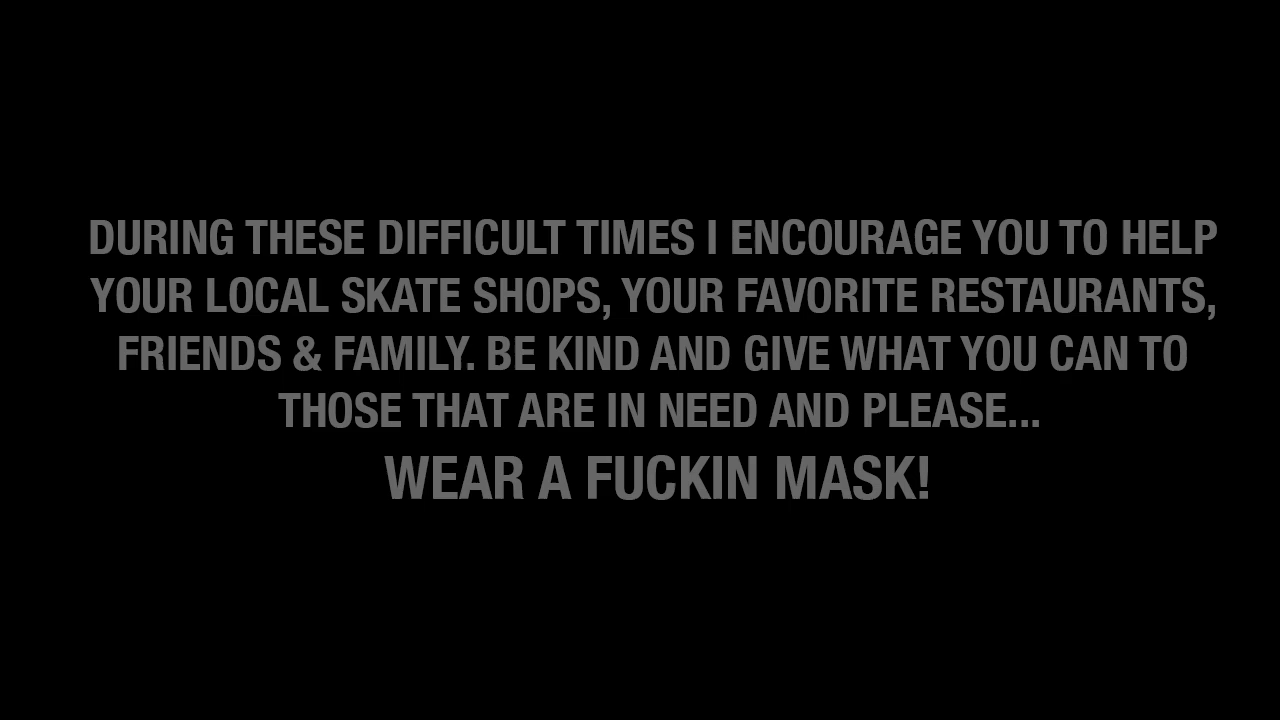 DURING THESE DIFFICULT TIMES I ENCOURAGE YOU TO HELP
YOUR LOCAL SKATE SHOPS, YOUR FAVORITE RESTAURANTS,
FRIENDS & FAMILY. BE KIND AND GIVE WHAT YOU CAN TO
THOSE THAT ARE IN NEED AND PLEASE...
WEAR A FUCKIN MASK!